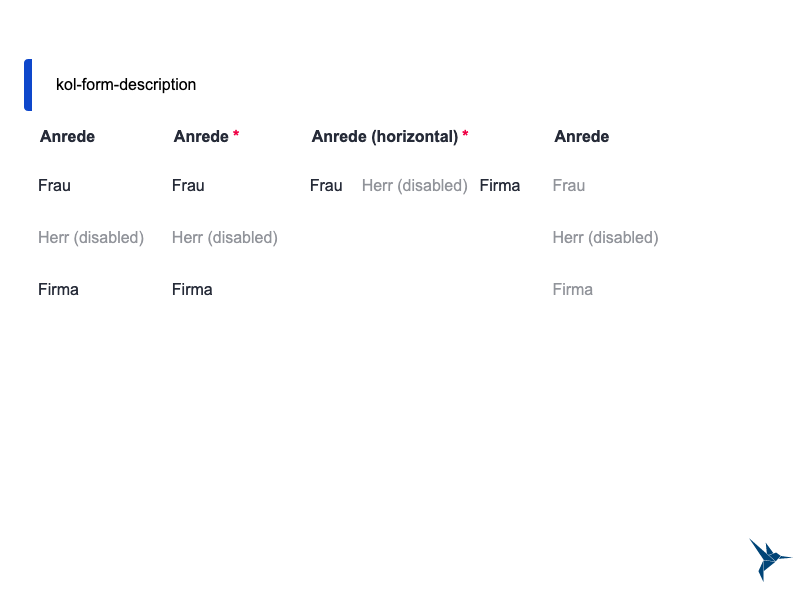 kol-form-description
Anrede Anrede * Anrede (horizontal) * Anrede
Frau Frau Frau Herr (disabled) Firma Frau
Herr (disabled) Herr (disabled) Herr (disabled)
Firma Firma Firma